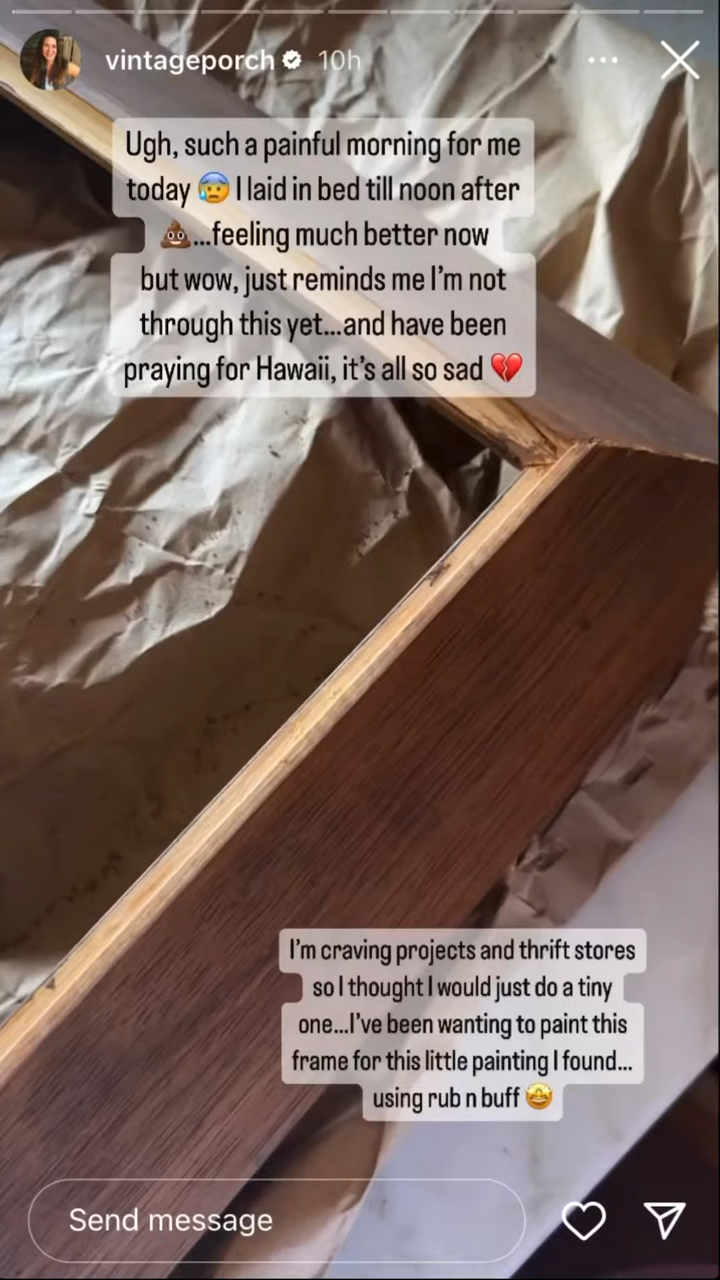 vintageporch 10h
Ugh, such a painful morning for me
today 😰 I laid in bed till noon after
💩...feeling much better now
but wow, just reminds me I'm not
through this yet...and have been
praying for Hawaii, it's all so sad 💔
I'm craving projects and thrift stores
so I thought I would just do a tiny
one...I've been wanting to paint this
frame for this little painting I found...
using rub n buff 🤩
Send message